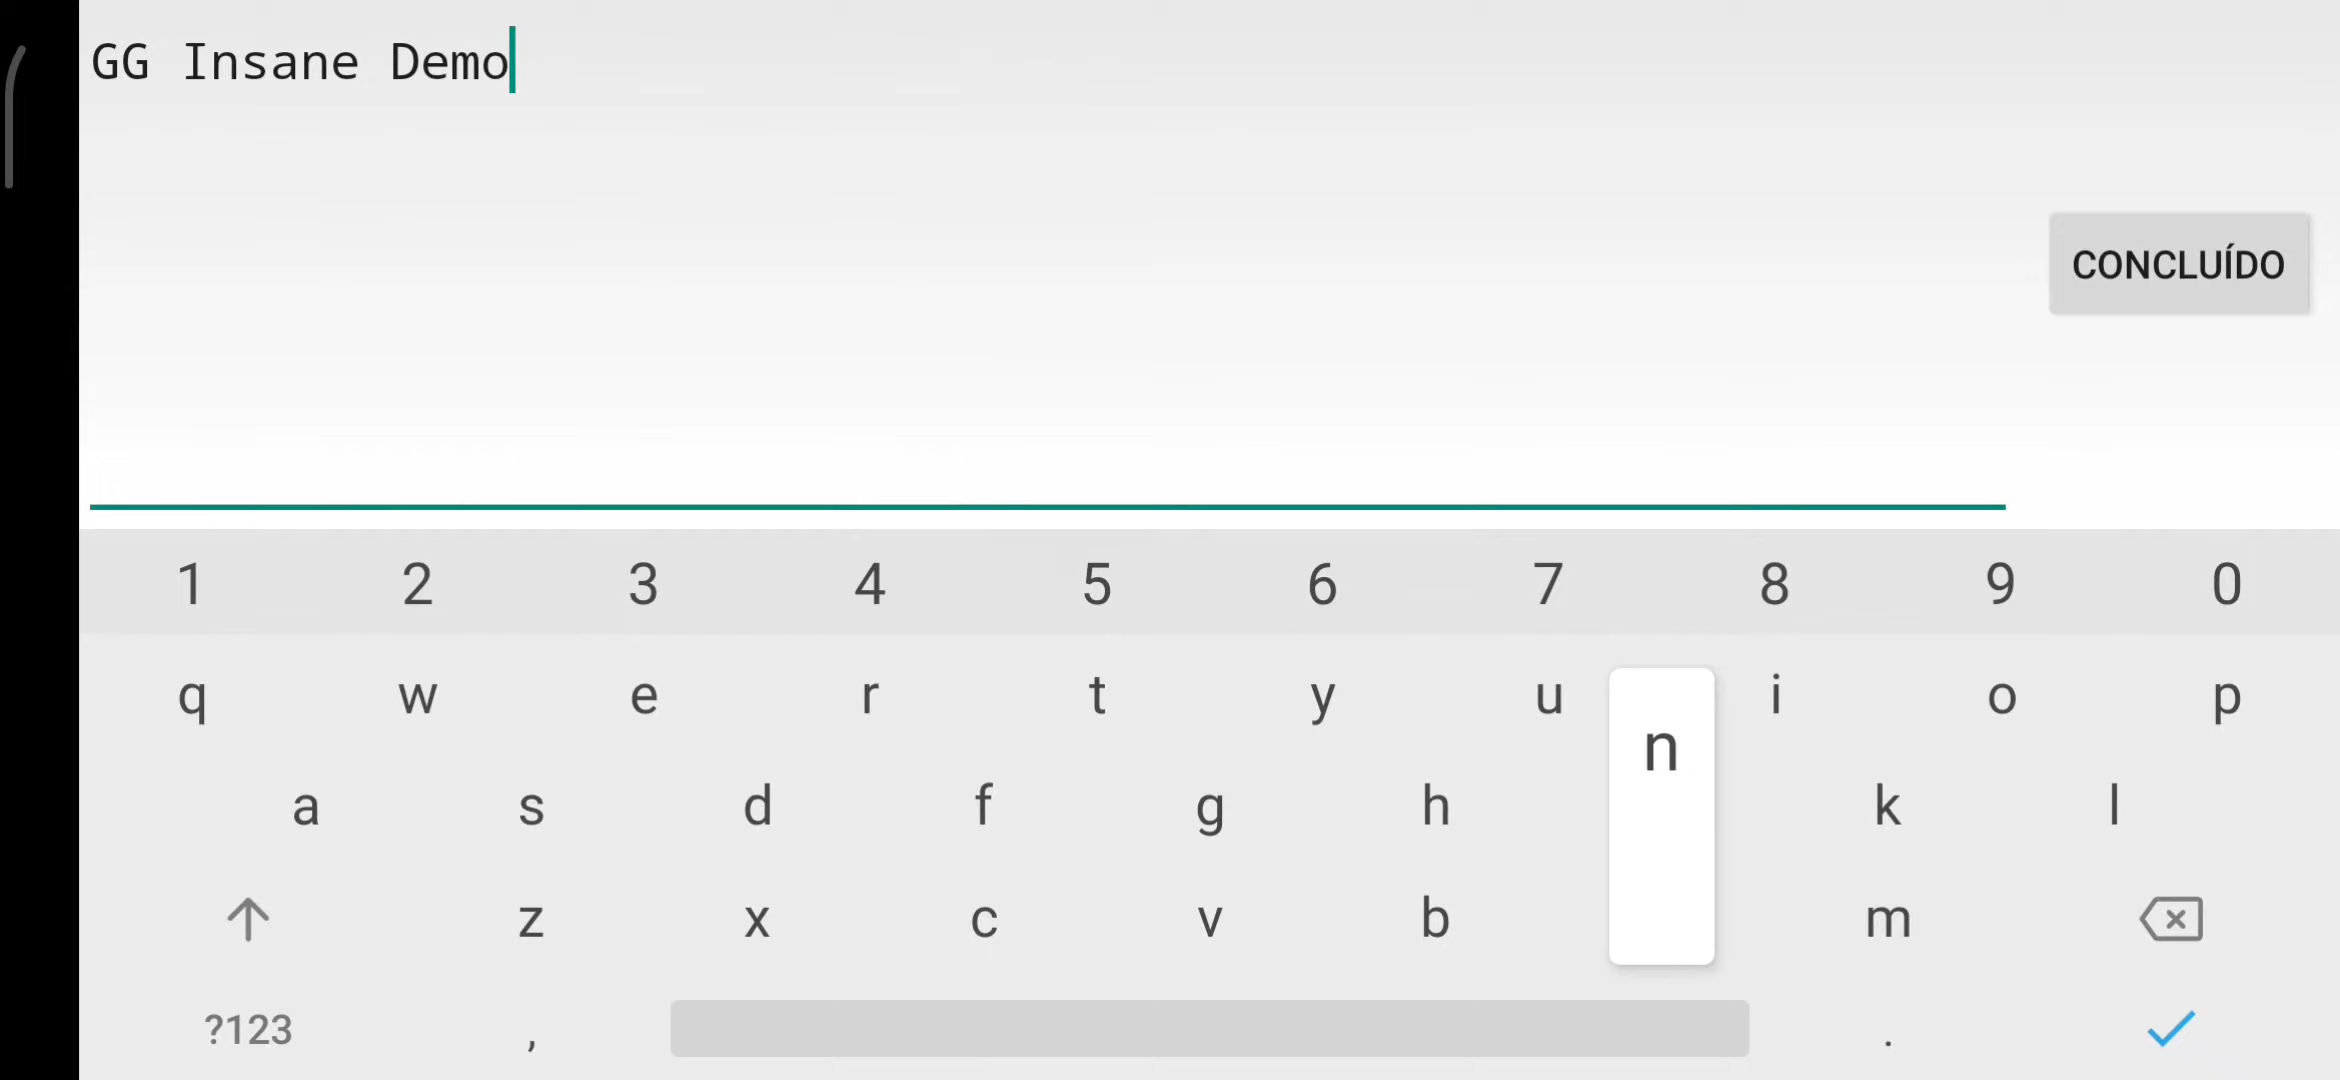 GG Insane Demo
CONCLUÍDO
1 2 3 4 5 6 7 8 9 0
q w e r t y u i o p
n
a s d f g h k l
z x c v b m
?123 , .